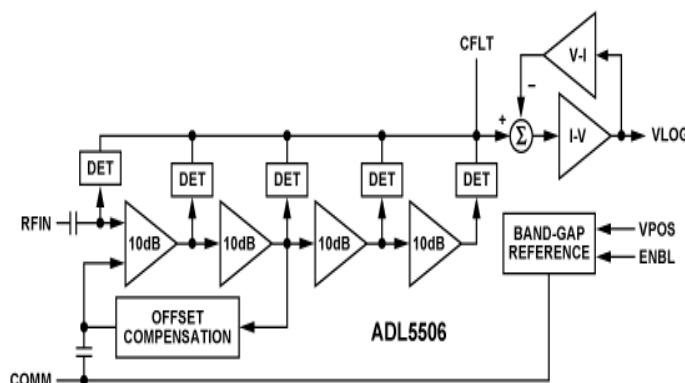 CFLT
V-I
−
+
Σ
I-V
VLOG
DET
DET
DET
DET
DET
RFIN
10dB
10dB
10dB
10dB
BAND-GAP
REFERENCE
VPOS
ENBL
OFFSET
COMPENSATION
ADL5506
COMM